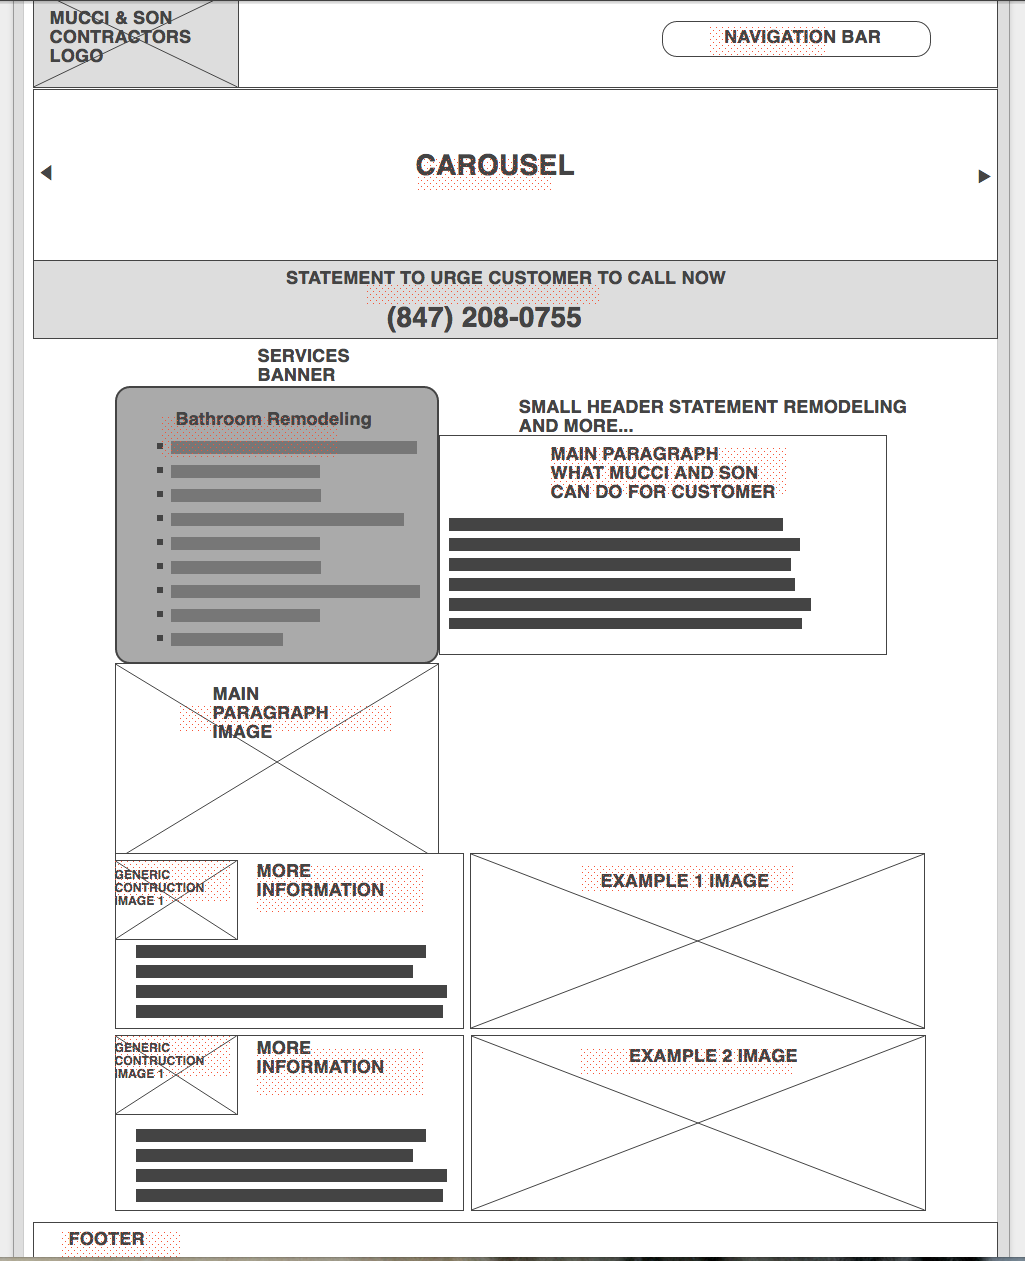 MUCCI & SON
CONTRACTORS
LOGO
NAVIGATION BAR
CAROUSEL
STATEMENT TO URGE CUSTOMER TO CALL NOW
(847) 208-0755
SERVICES
BANNER
Bathroom Remodeling
SMALL HEADER STATEMENT REMODELING
AND MORE...
MAIN PARAGRAPH
WHAT MUCCI AND SON
CAN DO FOR CUSTOMER
MAIN
PARAGRAPH
IMAGE
GENERIC
CONTRUCTION
IMAGE 1
MORE
INFORMATION
EXAMPLE 1 IMAGE
GENERIC
CONTRUCTION
IMAGE 1
MORE
INFORMATION
EXAMPLE 2 IMAGE
FOOTER